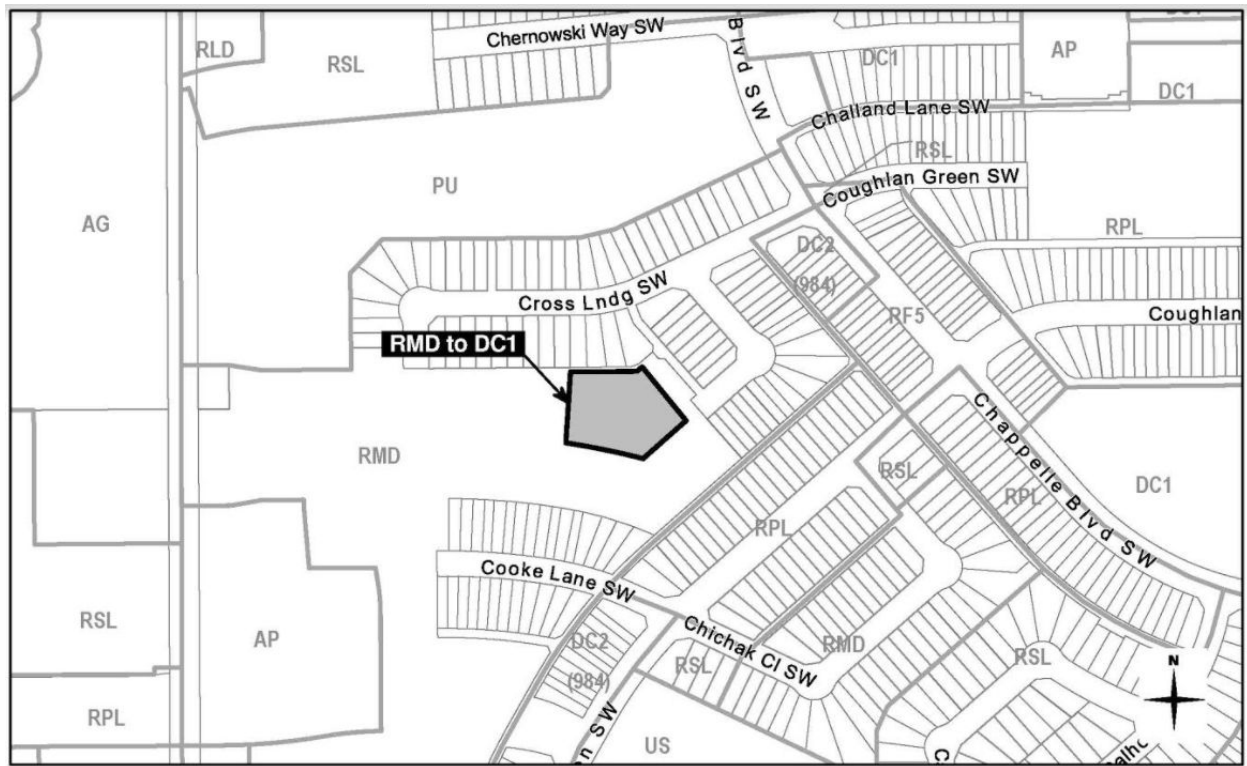 Chernowski Way SW
Blvd SW
DC1
RLD
RSL
DC1
AP
DC1
Challand Lane SW
RSL
Coughlan Green SW
PU
AG
RPL
DC2
(984)
Cross Lndg SW
RF5
Coughlan
RMD to DC1
Chappelle Blvd SW
RMD
RSL
RPL
DC1
RPL
Cooke Lane SW
RSL
AP
Chichak Cl SW
DC2
(984)
RSL
RMD
RSL
N
RPL
US
n SW
C